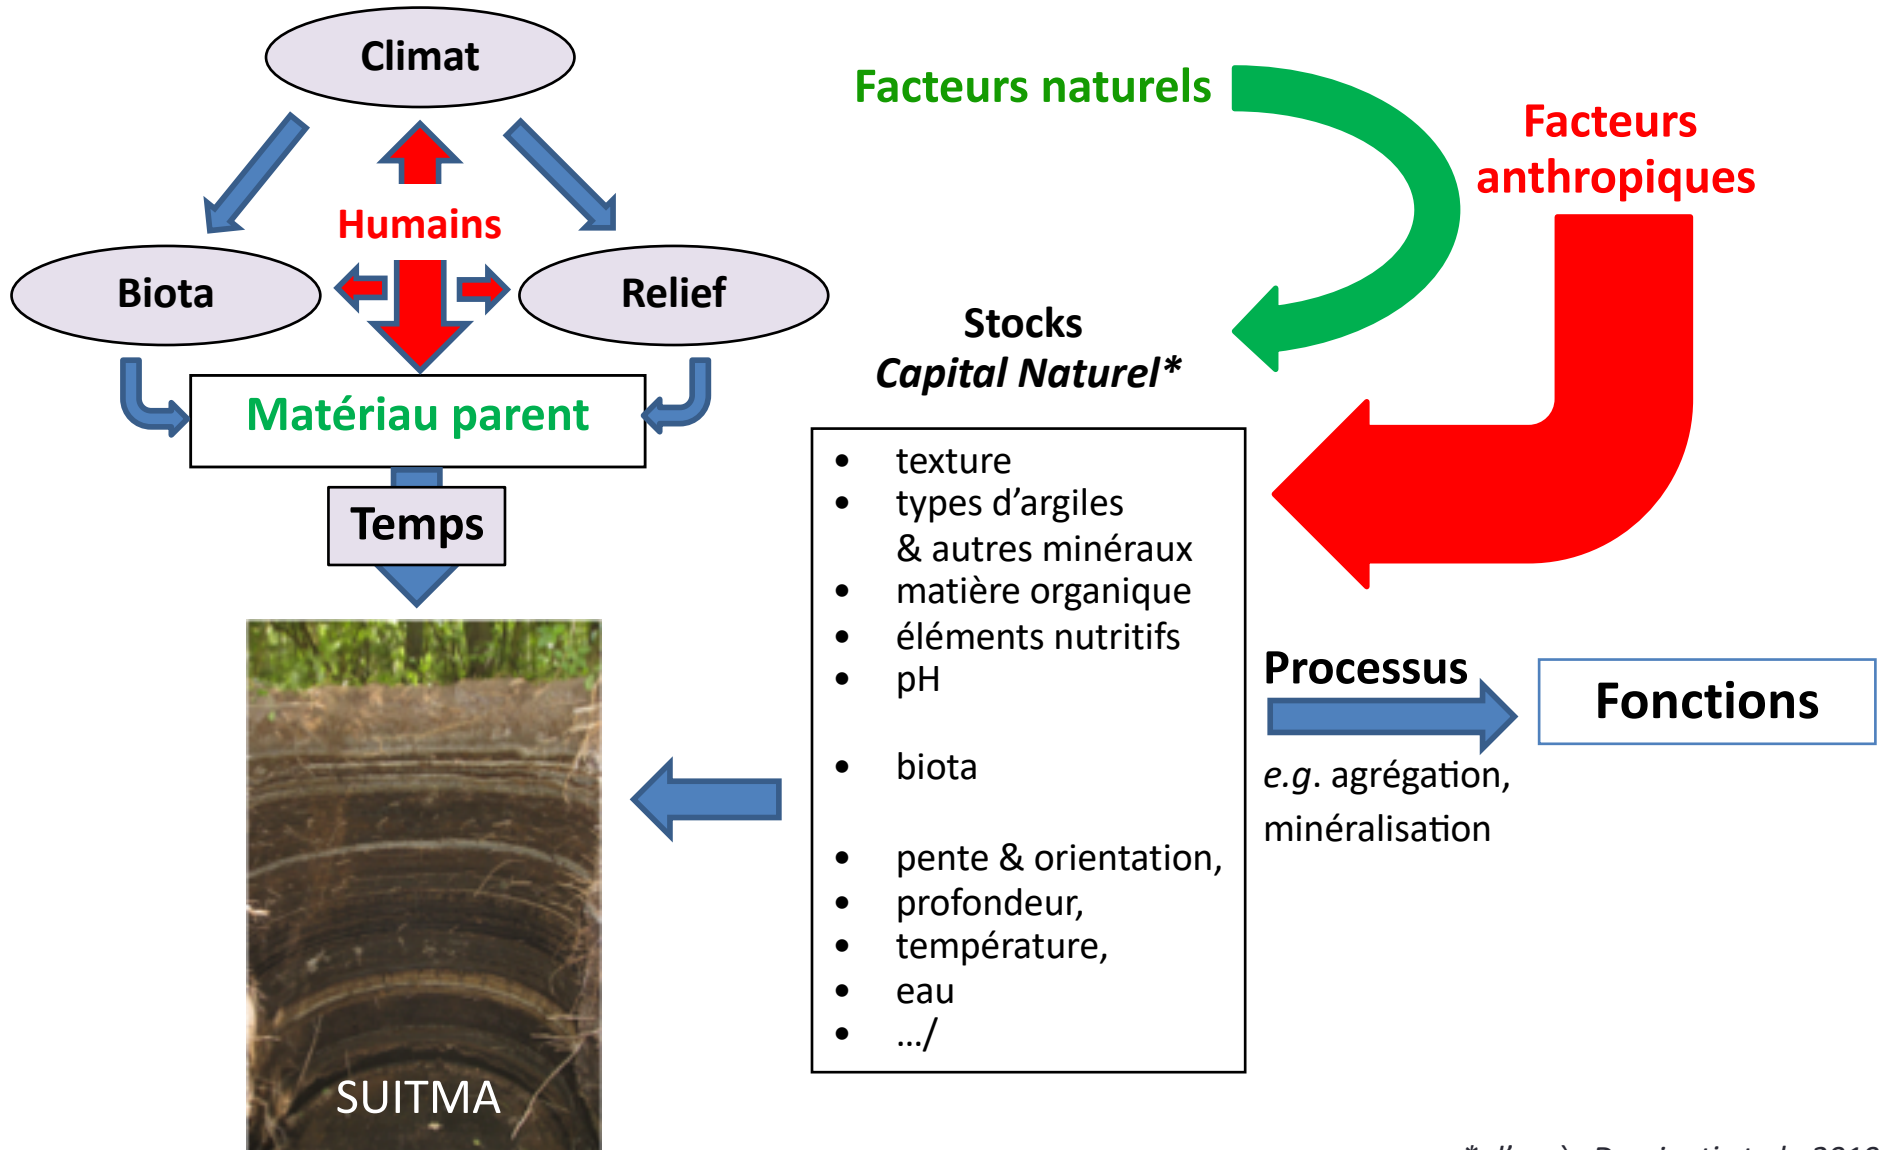 Climat
Humains
Biota
Relief
Matériau parent
Temps
SUITMA
Facteurs naturels
Facteurs
anthropiques
Stocks
Capital Naturel*
• texture
• types d’argiles
& autres minéraux
• matière organique
• éléments nutritifs
• pH
• biota
• pente & orientation,
• profondeur,
• température,
• eau
• .../
Processus
e.g. agrégation,
minéralisation
Fonctions